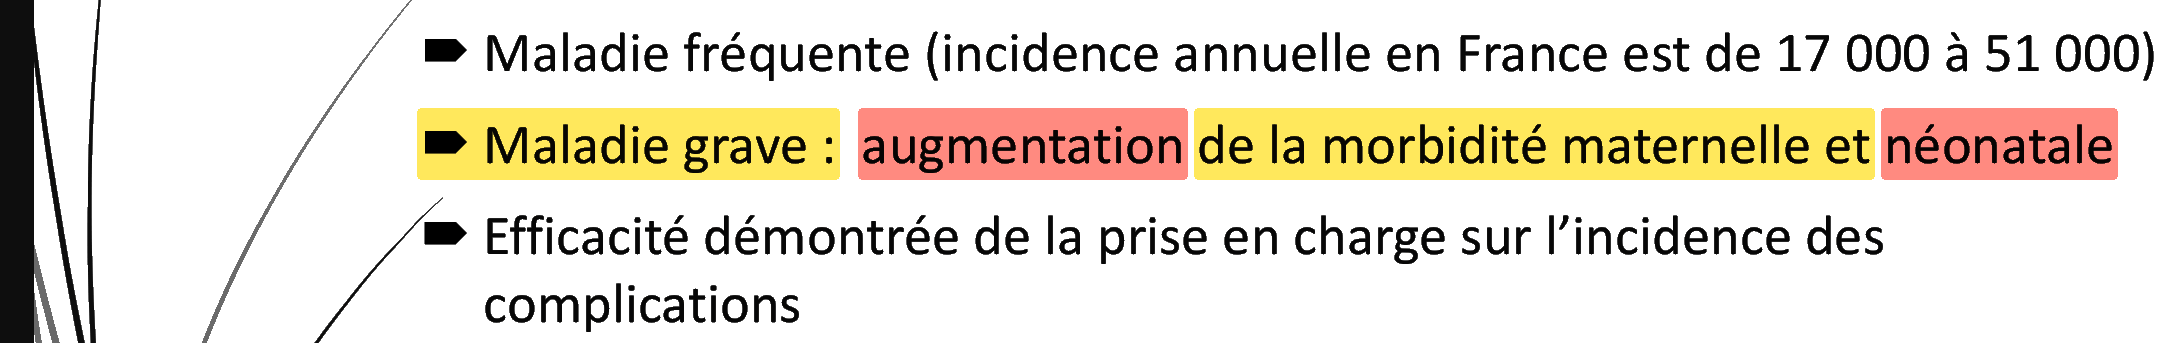 Maladie fréquente (incidence annuelle en France est de 17 000 à 51 000)
Maladie grave : augmentation de la morbidité maternelle et néonatale
Efficacité démontrée de la prise en charge sur l’incidence des
complications